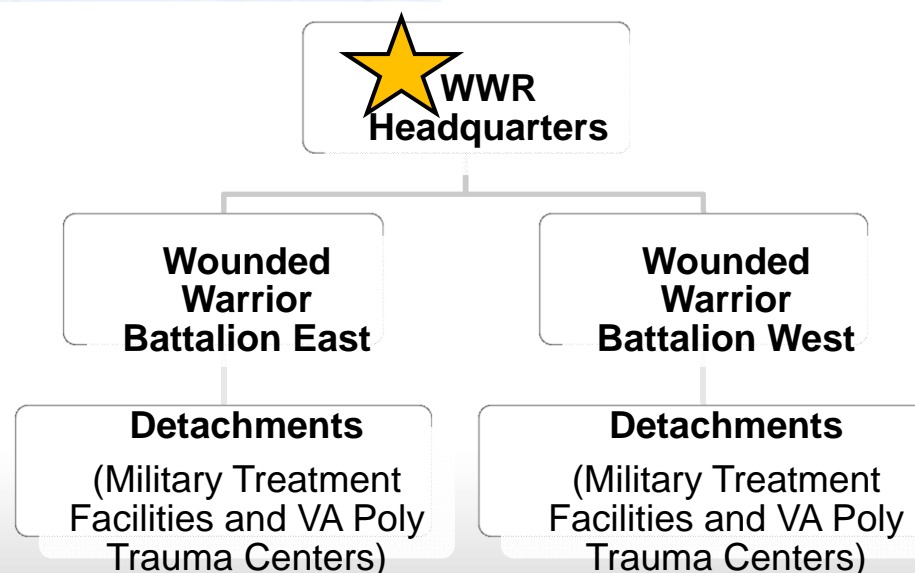 WWR
Headquarters
Wounded
Warrior
Battalion East
Wounded
Warrior
Battalion West
Detachments
(Military Treatment
Facilities and VA Poly
Trauma Centers)
Detachments
(Military Treatment
Facilities and VA Poly
Trauma Centers)